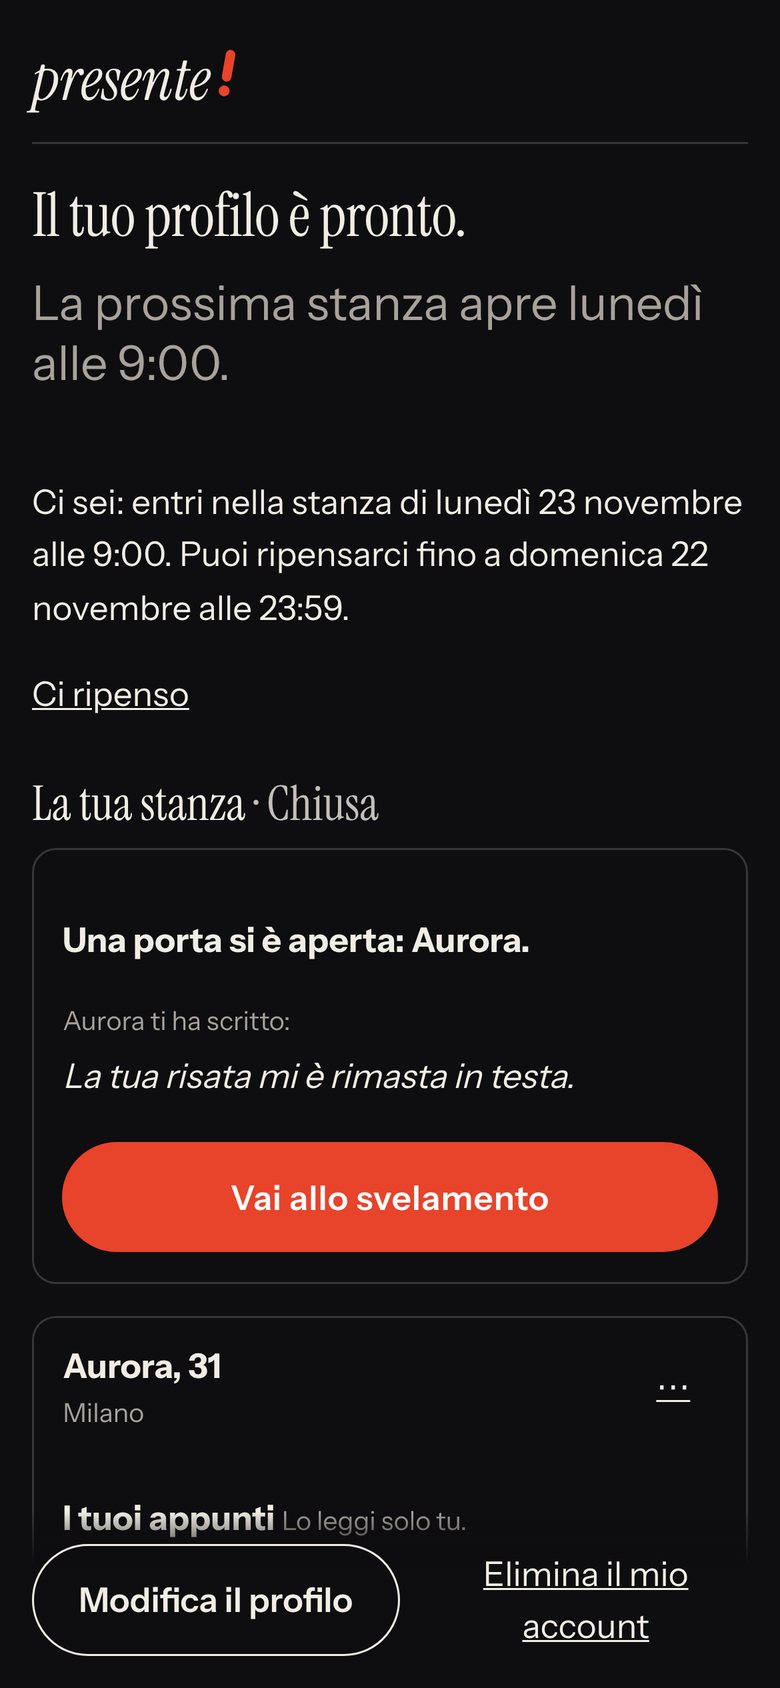 presente!
Il tuo profilo è pronto.
La prossima stanza apre lunedì
alle 9:00.
Ci sei: entri nella stanza di lunedì 23 novembre
alle 9:00. Puoi ripensarci fino a domenica 22
novembre alle 23:59.
Ci ripenso
La tua stanza · Chiusa
Una porta si è aperta: Aurora.
Aurora ti ha scritto:
La tua risata mi è rimasta in testa.
Vai allo svelamento
Aurora, 31
...
Milano
I tuoi appunti Lo leggi solo tu.
Modifica il profilo
Elimina il mio
account